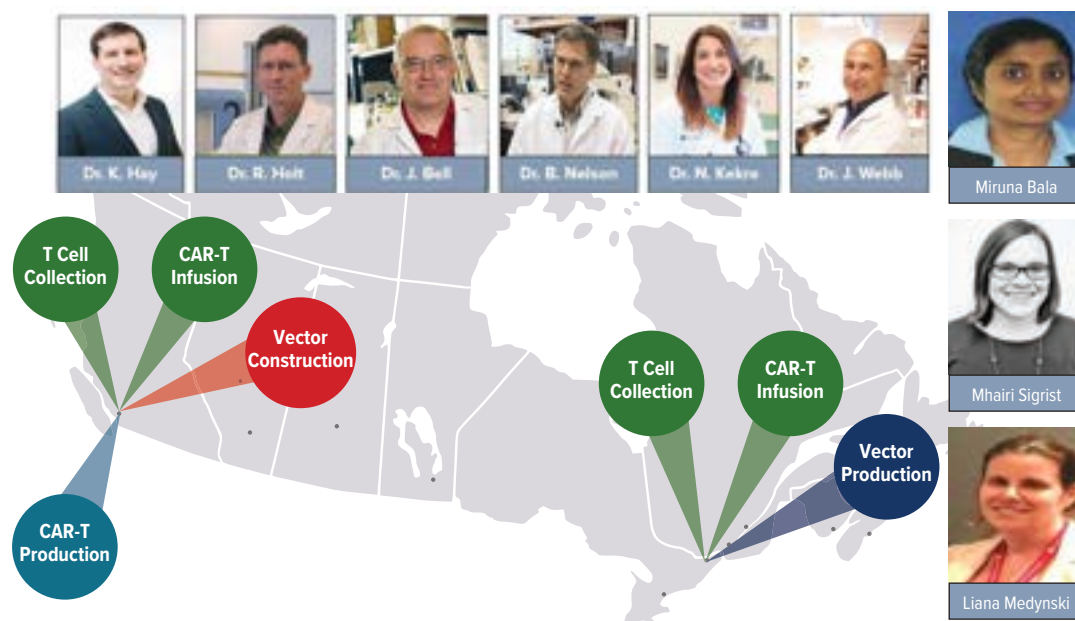 Dr. K. Hay
Dr. R. Holt
Dr. J. Bell
Dr. B. Nelson
Dr. N. Kekre
Dr. J. Webb
Miruna Bala
Mhairi Sigrist
Liana Medynski
T Cell
Collection
CAR-T
Infusion
Vector
Construction
CAR-T
Production
T Cell
Collection
CAR-T
Infusion
Vector
Production